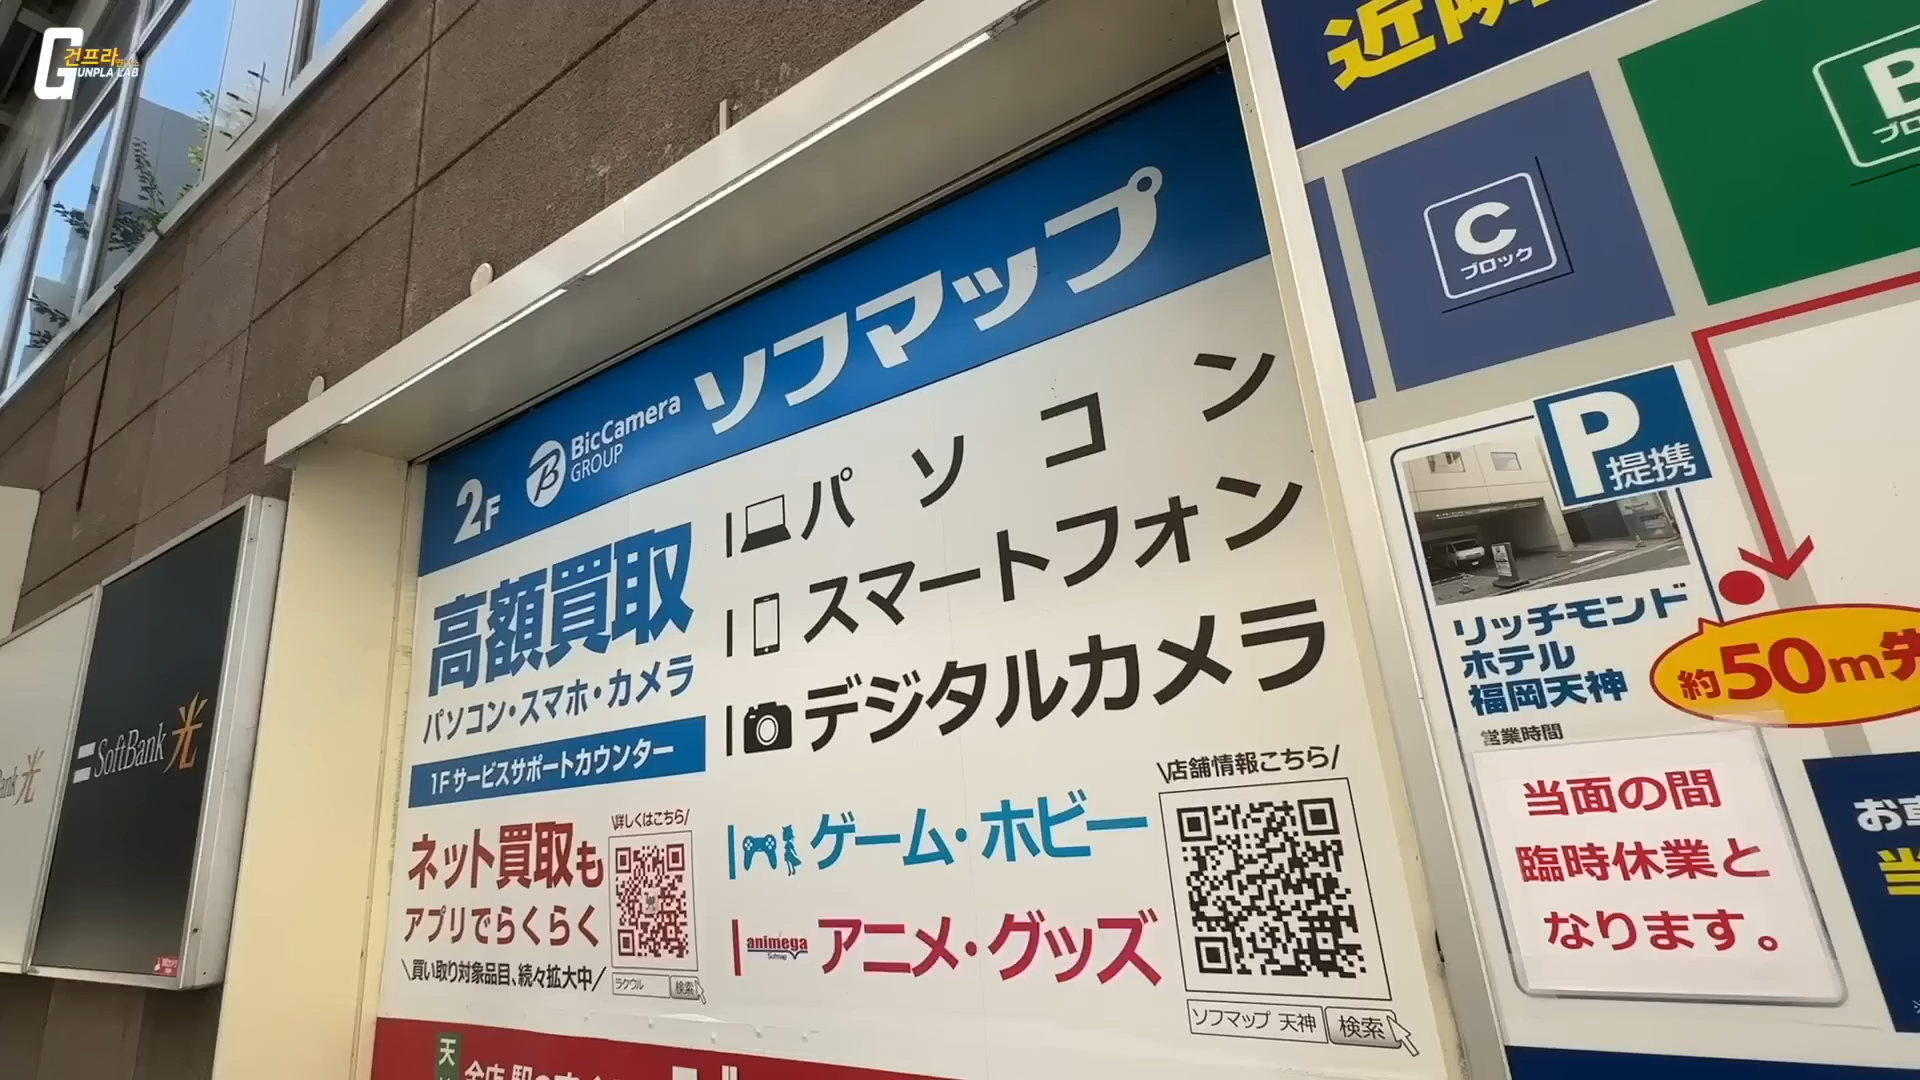 건프라
GUNPLA LAB
2F BicCamera GROUP ソフマップ
高額買取
パソコン・スマホ・カメラ
1Fサービスサポートカウンター
ネット買取も
アプリでらくらく
\買い取り対象品目、続々拡大中/
\詳しくはこちら/
ラクウル 検索
パソコン
スマートフォン
デジタルカメラ
ゲーム・ホビー
animega
Sofmap
アニメ・グッズ
\店舗情報こちら/
ソフマップ 天神 検索
SoftBank 光
光
天
近隣
C
ブロック
B
P提携
リッチモンド
ホテル
福岡天神
営業時間
約50m先
当面の間
臨時休業と
なります。
お車
当